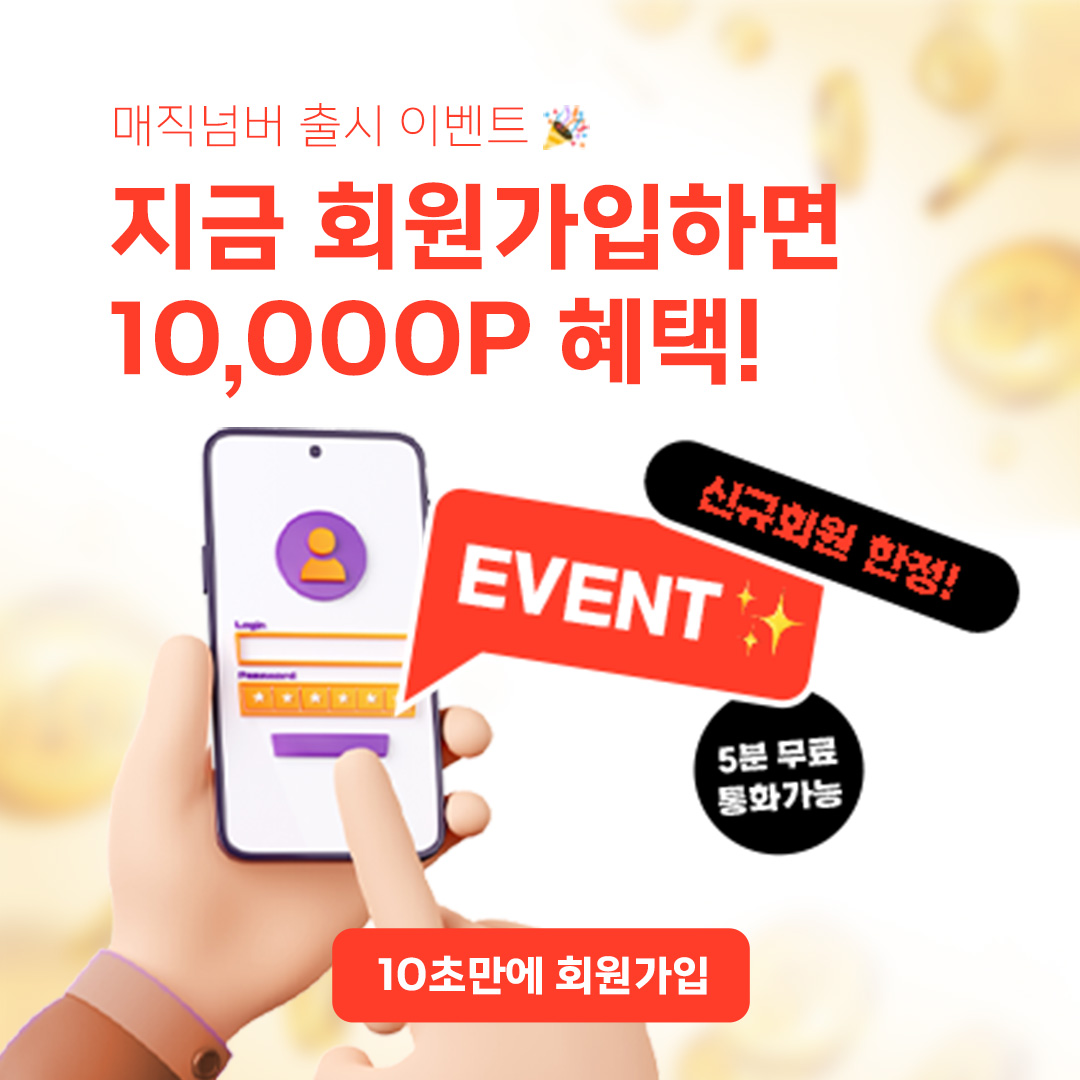 매직넘버 출시 이벤트
지금 회원가입하면
10,000P 혜택!
신규회원 한정!
EVENT
Login
Password
5분 무료
통화가능
10초만에 회원가입